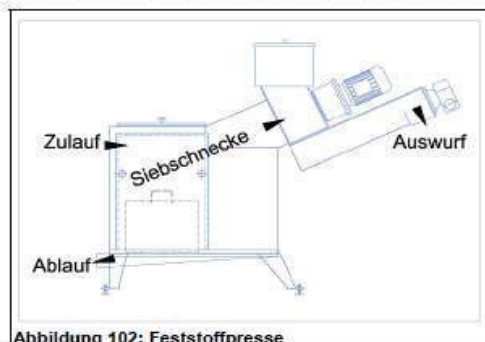 Zulauf
Siebschnecke
Auswurf
Ablauf
Abbildung 102: Feststoffpresse